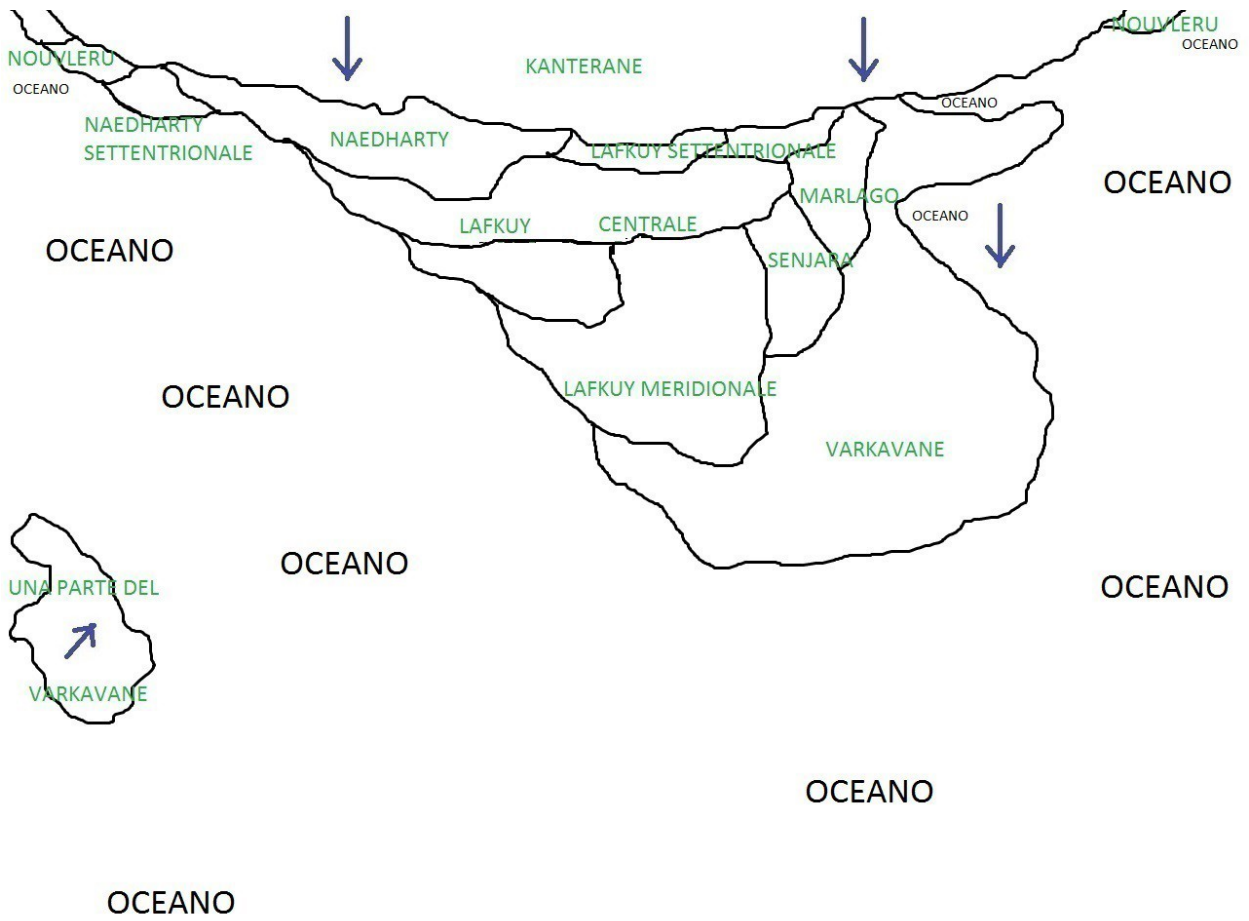 NOUVLERU
NOUVLERU
OCEANO
KANTERANE
OCEANO
OCEANO
NAEDHARTY
SETTENTRIONALE
NAEDHARTY
LAFKUY SETTENTRIONALE
OCEANO
MARLAGO
OCEANO
LAFKUY CENTRALE
OCEANO
SENJARA
LAFKUY MERIDIONALE
OCEANO
VARKAVANE
OCEANO
UNA PARTE DEL
VARKAVANE
OCEANO
OCEANO
OCEANO